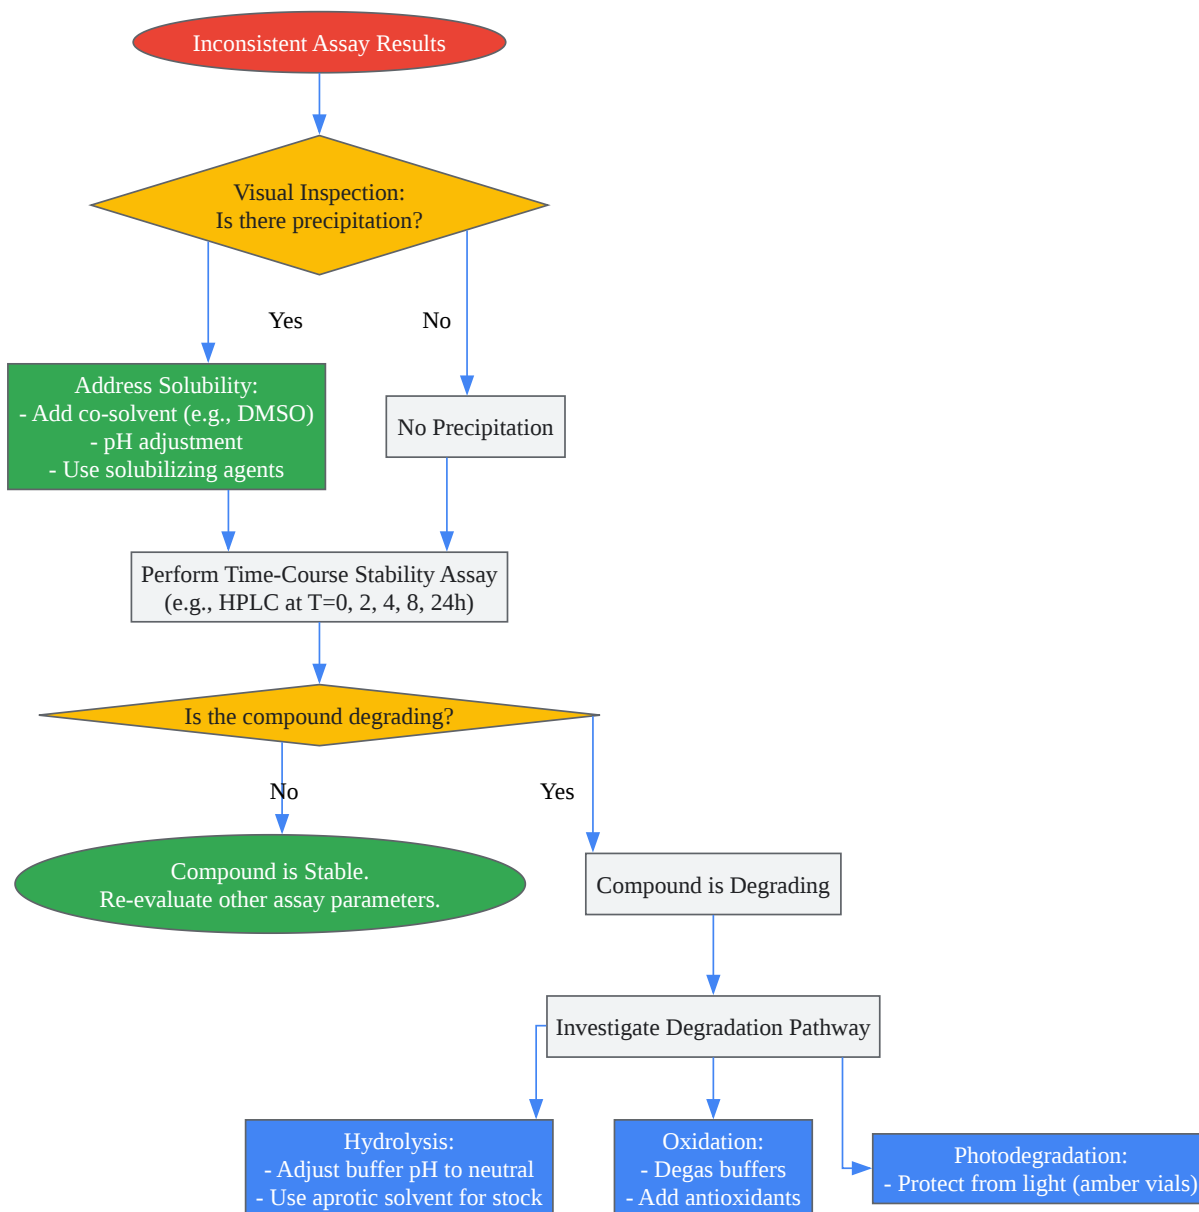 Inconsistent Assay Results
Visual Inspection:
Is there precipitation?
Yes
No
Address Solubility:
- Add co-solvent (e.g., DMSO)
- pH adjustment
- Use solubilizing agents
No Precipitation
Perform Time-Course Stability Assay
(e.g., HPLC at T=0, 2, 4, 8, 24h)
Is the compound degrading?
No
Yes
Compound is Stable.
Re-evaluate other assay parameters.
Compound is Degrading
Investigate Degradation Pathway
Hydrolysis:
- Adjust buffer pH to neutral
- Use aprotic solvent for stock
Oxidation:
- Degas buffers
- Add antioxidants
Photodegradation:
- Protect from light (amber vials)